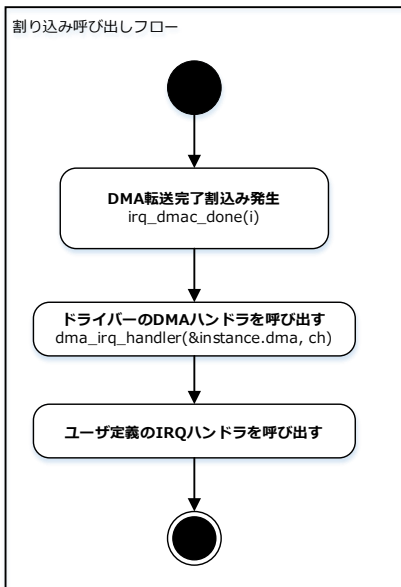 割り込み呼び出しフロー
DMA転送完了割込み発生
irq_dmac_done(i)
ドライバーのDMAハンドラを呼び出す
dma_irq_handler(&instance.dma, ch)
ユーザ定義のIRQハンドラを呼び出す